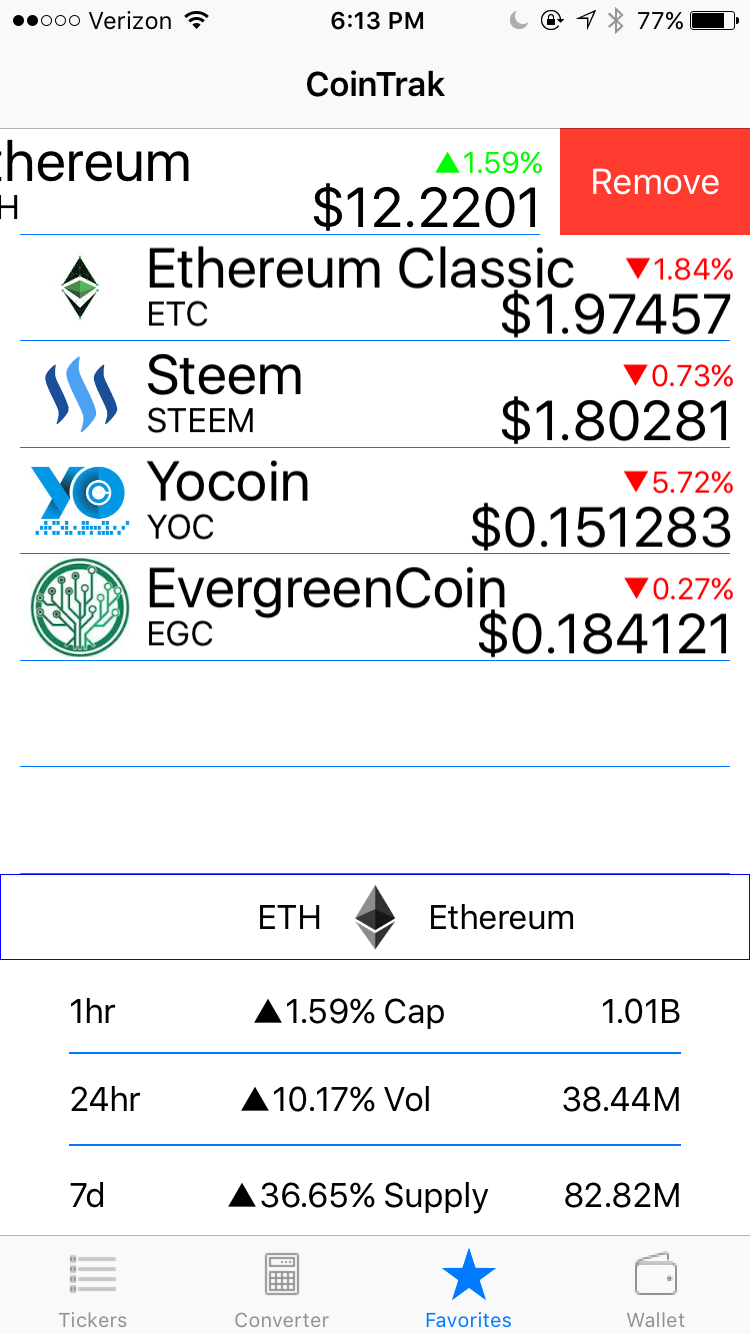 Verizon 6:13 PM 77%
CoinTrak
thereum ▲1.59% Remove
H $12.2201
Ethereum Classic ▼1.84%
ETC $1.97457
Steem ▼0.73%
STEEM $1.80281
YO
Yocoin ▼5.72%
YOC $0.151283
EvergreenCoin ▼0.27%
EGC $0.184121
ETH Ethereum
1hr ▲1.59% Cap 1.01B
24hr ▲10.17% Vol 38.44M
7d ▲36.65% Supply 82.82M
Tickers Converter Favorites Wallet